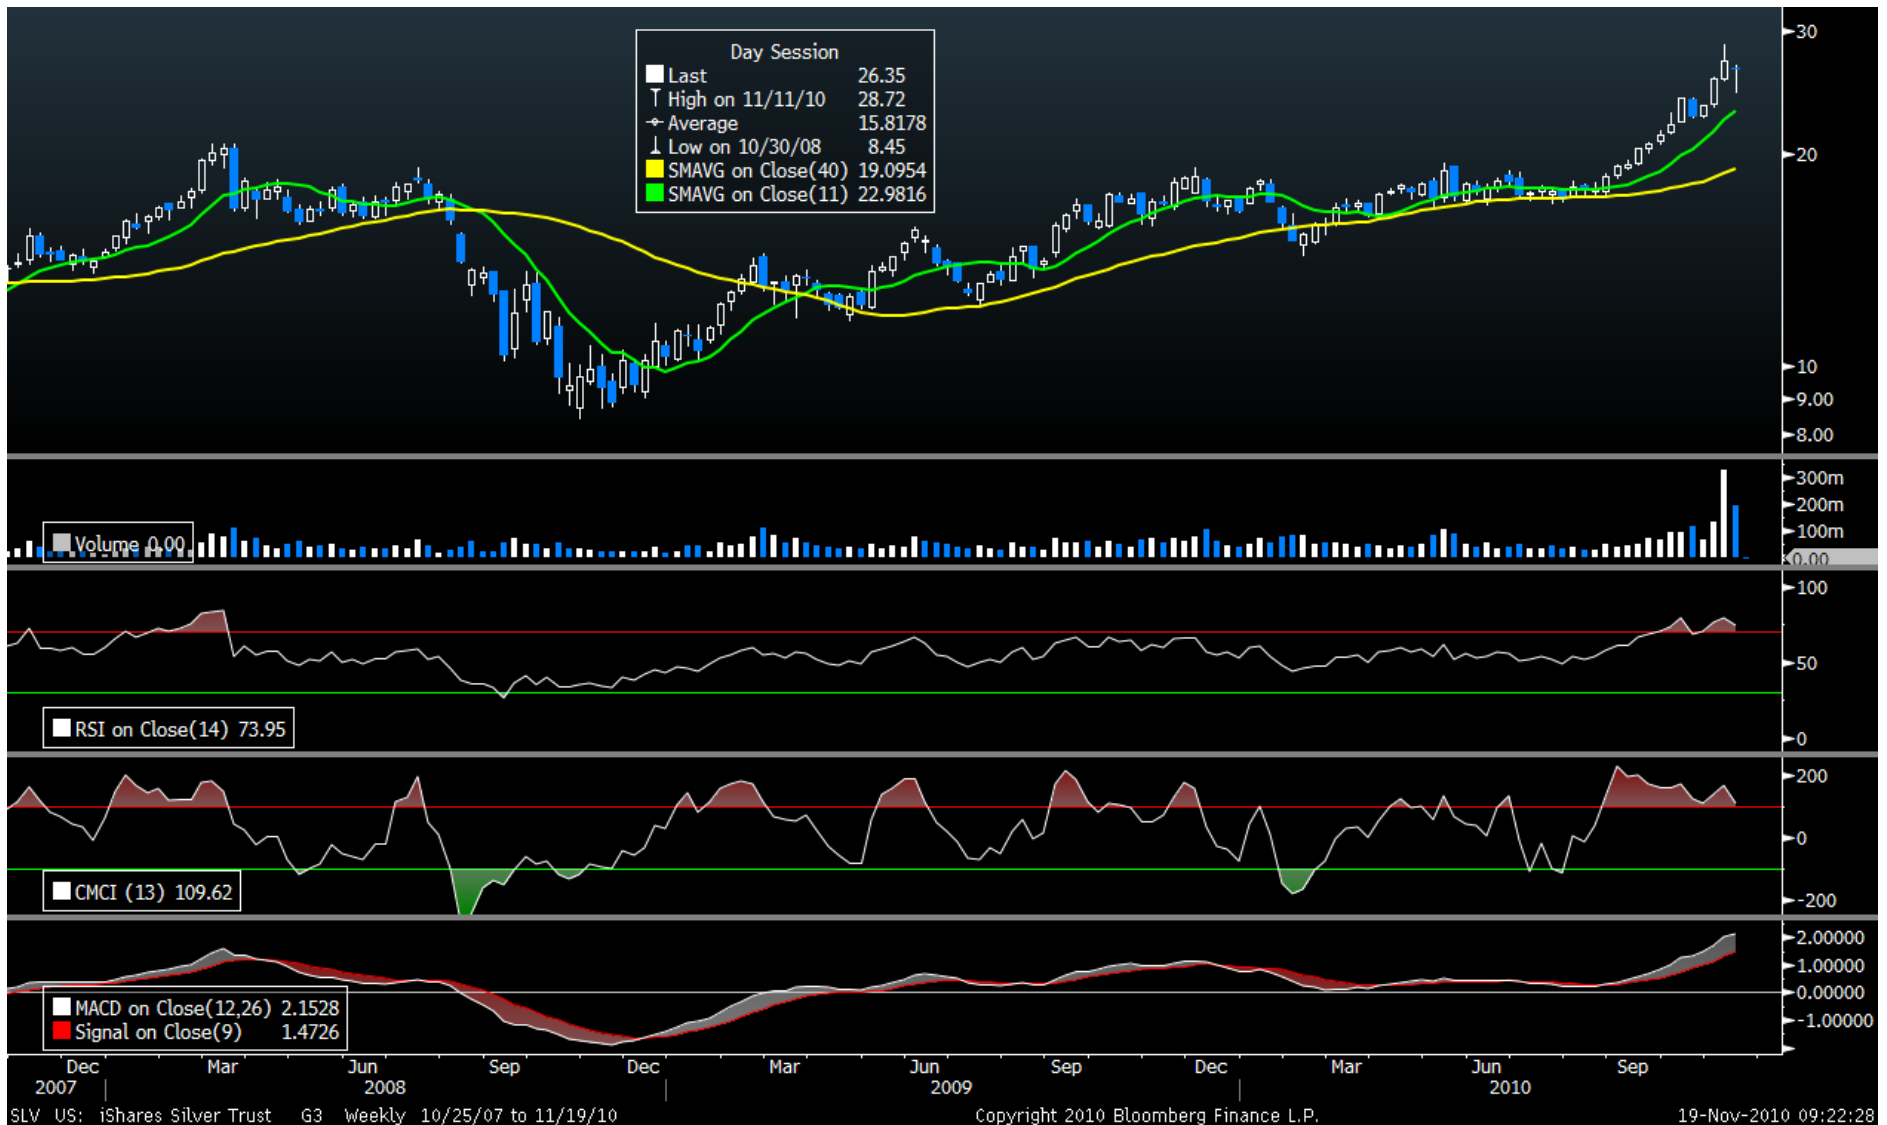 Day Session
Last 26.35
High on 11/11/10 28.72
Average 15.8178
Low on 10/30/08 8.45
SMAVG on Close(40) 19.0954
SMAVG on Close(11) 22.9816
30
20
10
9.00
8.00
Volume 0.00
300m
200m
100m
0.00
100
50
0
RSI on Close(14) 73.95
200
0
-200
CMCI (13) 109.62
2.00000
1.00000
0.00000
-1.00000
MACD on Close(12,26) 2.1528
Signal on Close(9) 1.4726
Dec Mar Jun Sep Dec Mar Jun Sep Dec Mar Jun Sep
2007 2008 2009 2010
SLV US: iShares Silver Trust G3 Weekly 10/25/07 to 11/19/10 Copyright 2010 Bloomberg Finance L.P. 19-Nov-2010 09:22:28